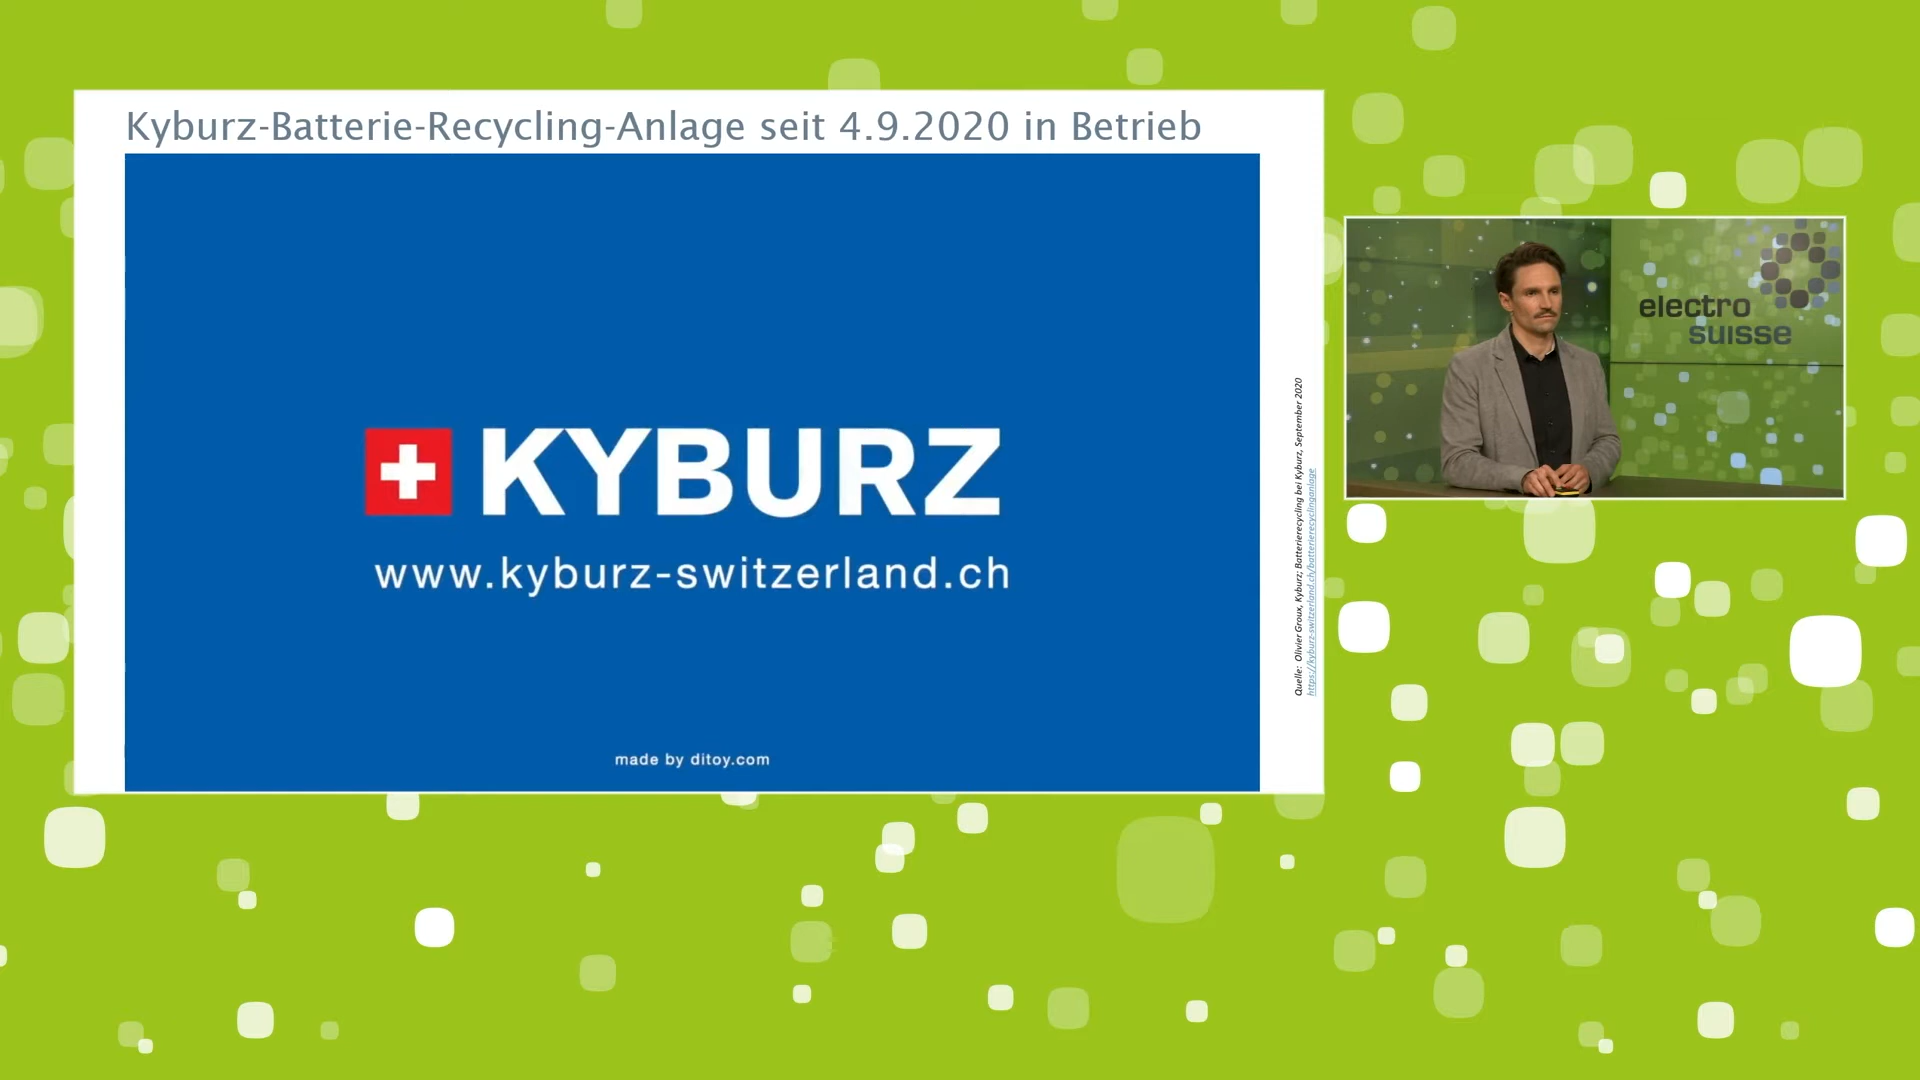 Kyburz-Batterie-Recycling-Anlage seit 4.9.2020 in Betrieb
KYBURZ
www.kyburz-switzerland.ch
made by ditoy.com
Quelle: Olivier Groux, Kyburz; Batterierecycling bei Kyburz, September 2020
https://kyburz-switzerland.ch/batterierecyclinganlage
electro
suisse